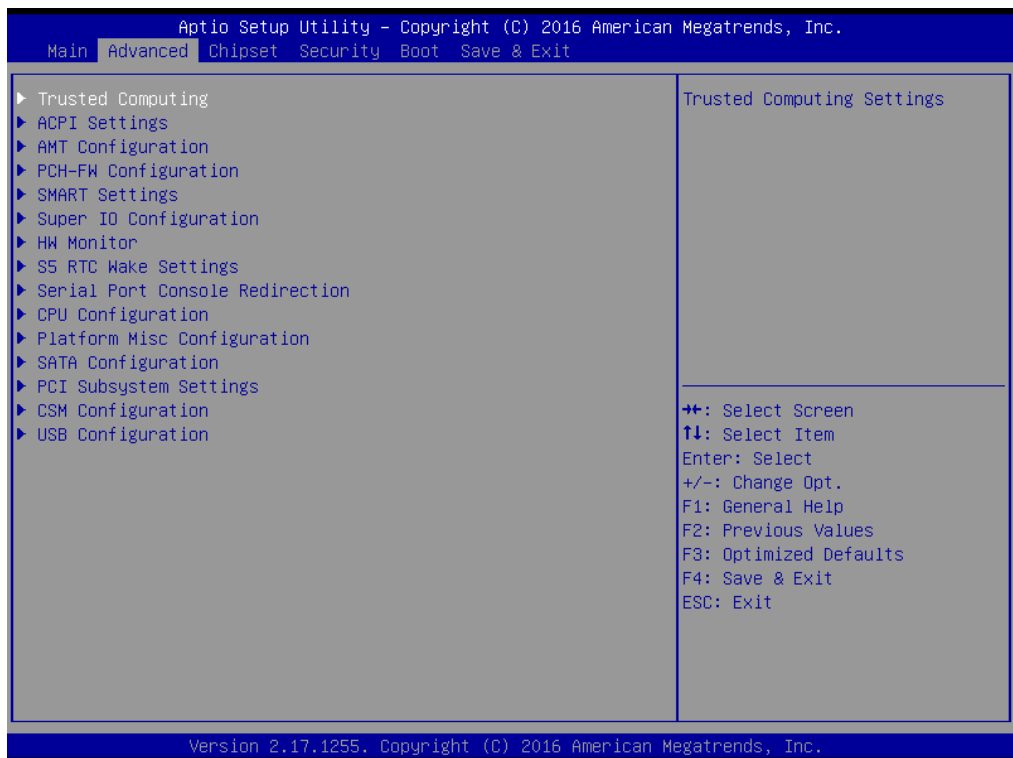 Aptio Setup Utility – Copyright (C) 2016 American Megatrends, Inc.
Main Advanced Chipset Security Boot Save & Exit
▶ Trusted Computing
▶ ACPI Settings
▶ AMT Configuration
▶ PCH-FW Configuration
▶ SMART Settings
▶ Super IO Configuration
▶ HW Monitor
▶ S5 RTC Wake Settings
▶ Serial Port Console Redirection
▶ CPU Configuration
▶ Platform Misc Configuration
▶ SATA Configuration
▶ PCI Subsystem Settings
▶ CSM Configuration
▶ USB Configuration
Trusted Computing Settings
→←: Select Screen
↑↓: Select Item
Enter: Select
+/-: Change Opt.
F1: General Help
F2: Previous Values
F3: Optimized Defaults
F4: Save & Exit
ESC: Exit
Version 2.17.1255. Copyright (C) 2016 American Megatrends, Inc.